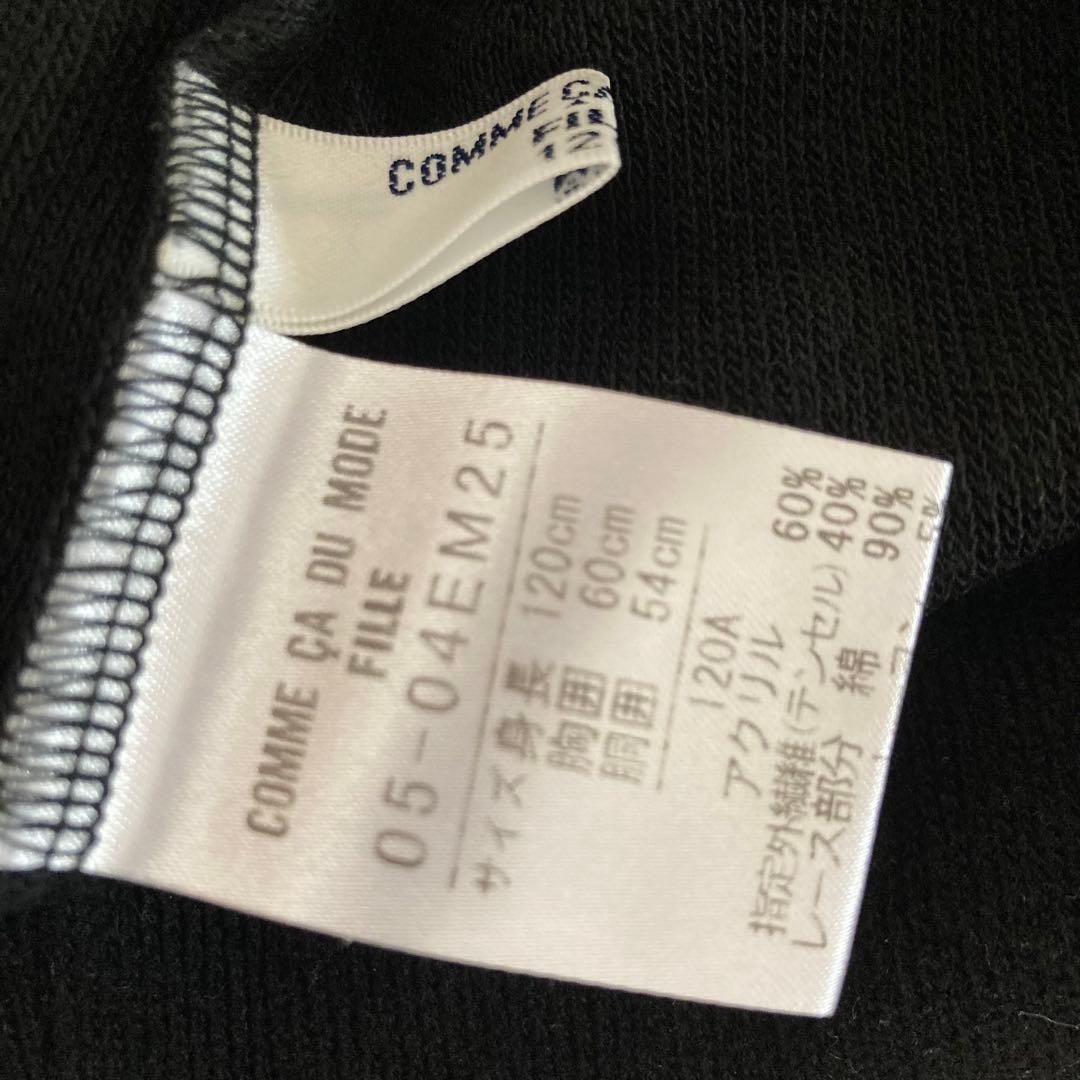 COMME
COMME ÇA DU MODE
FILLE
05-04EM25
サイズ 身長 120cm
胸囲 60cm
胴囲 54cm
120A
アクリル 60%
指定外繊維(テンセル) 40%
レース部分 綿 90%